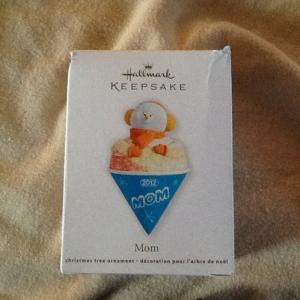 Hallmark
KEEPSAKE
2012
MOM
Mom
christmas tree ornament - décoration pour l'arbre de noël